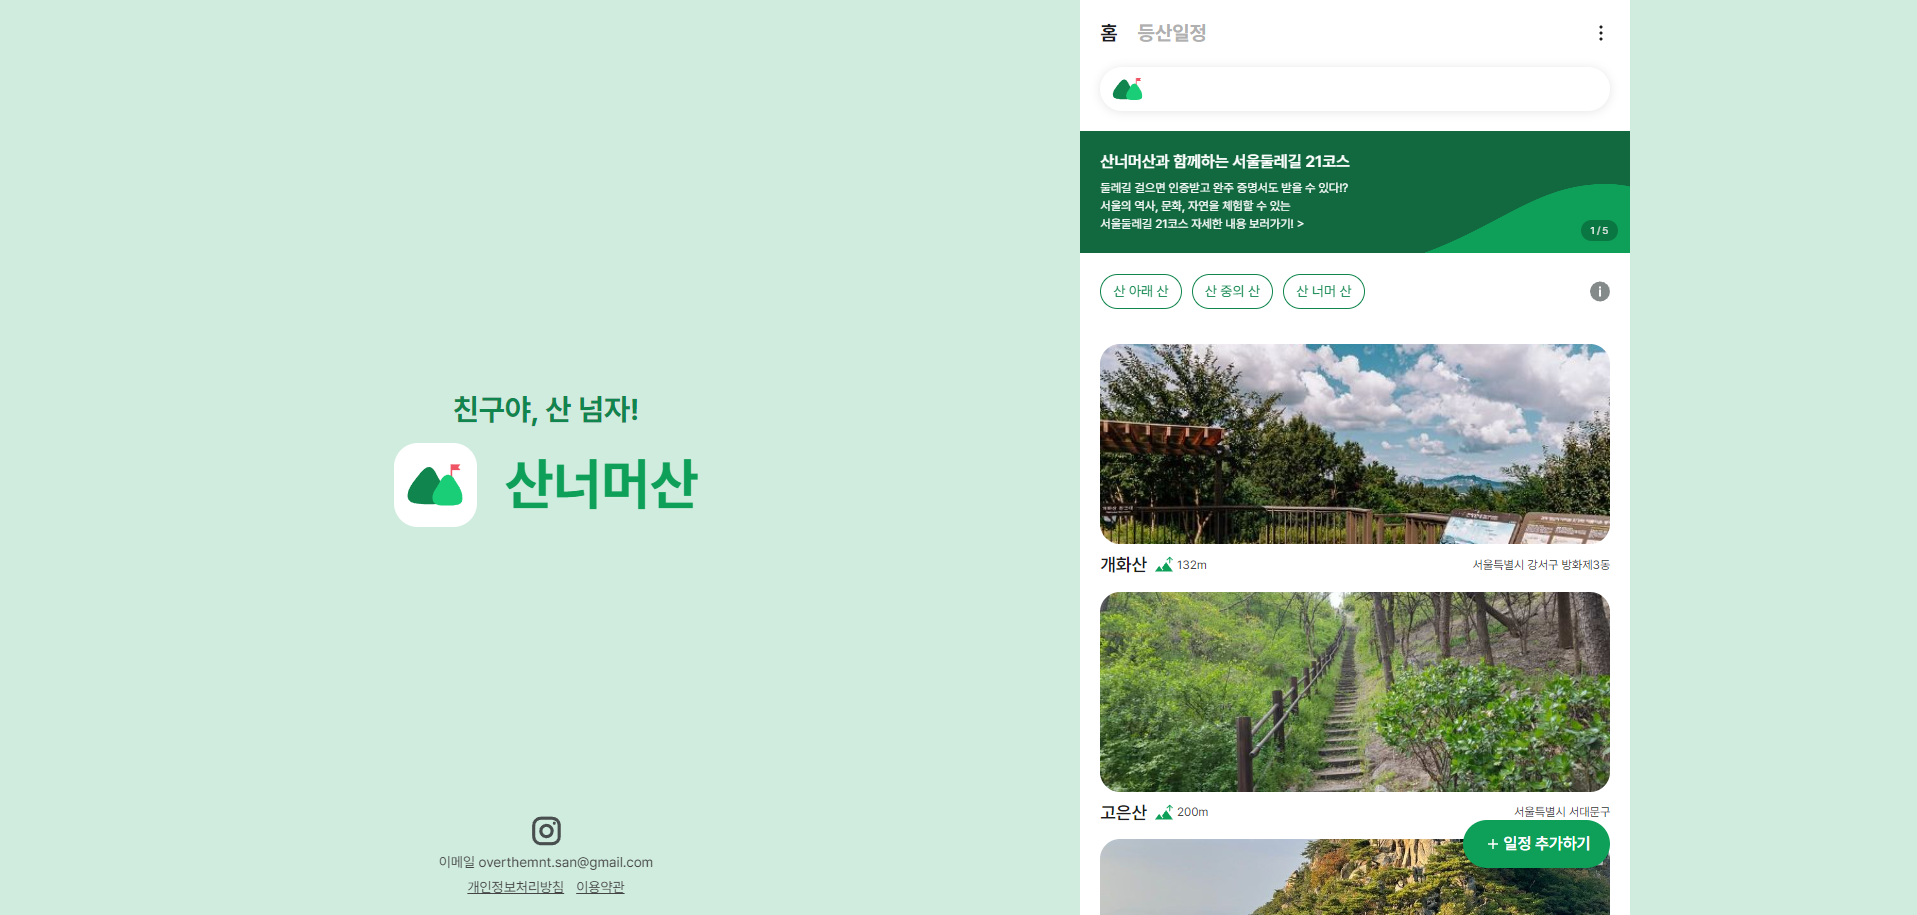 친구야, 산 넘자!
산너머산
이메일 overthemnt.san@gmail.com
개인정보처리방침 이용약관
홈 등산일정
산너머산과 함께하는 서울둘레길 21코스
둘레길 걸으면 인증받고 완주 증명서도 받을 수 있다!?
서울의 역사, 문화, 자연을 체험할 수 있는
서울둘레길 21코스 자세한 내용 보러가기! >
1 / 5
산 아래 산 산 중의 산 산 너머 산
개화산 132m 서울특별시 강서구 방화제3동
고은산 200m 서울특별시 서대문구
+ 일정 추가하기